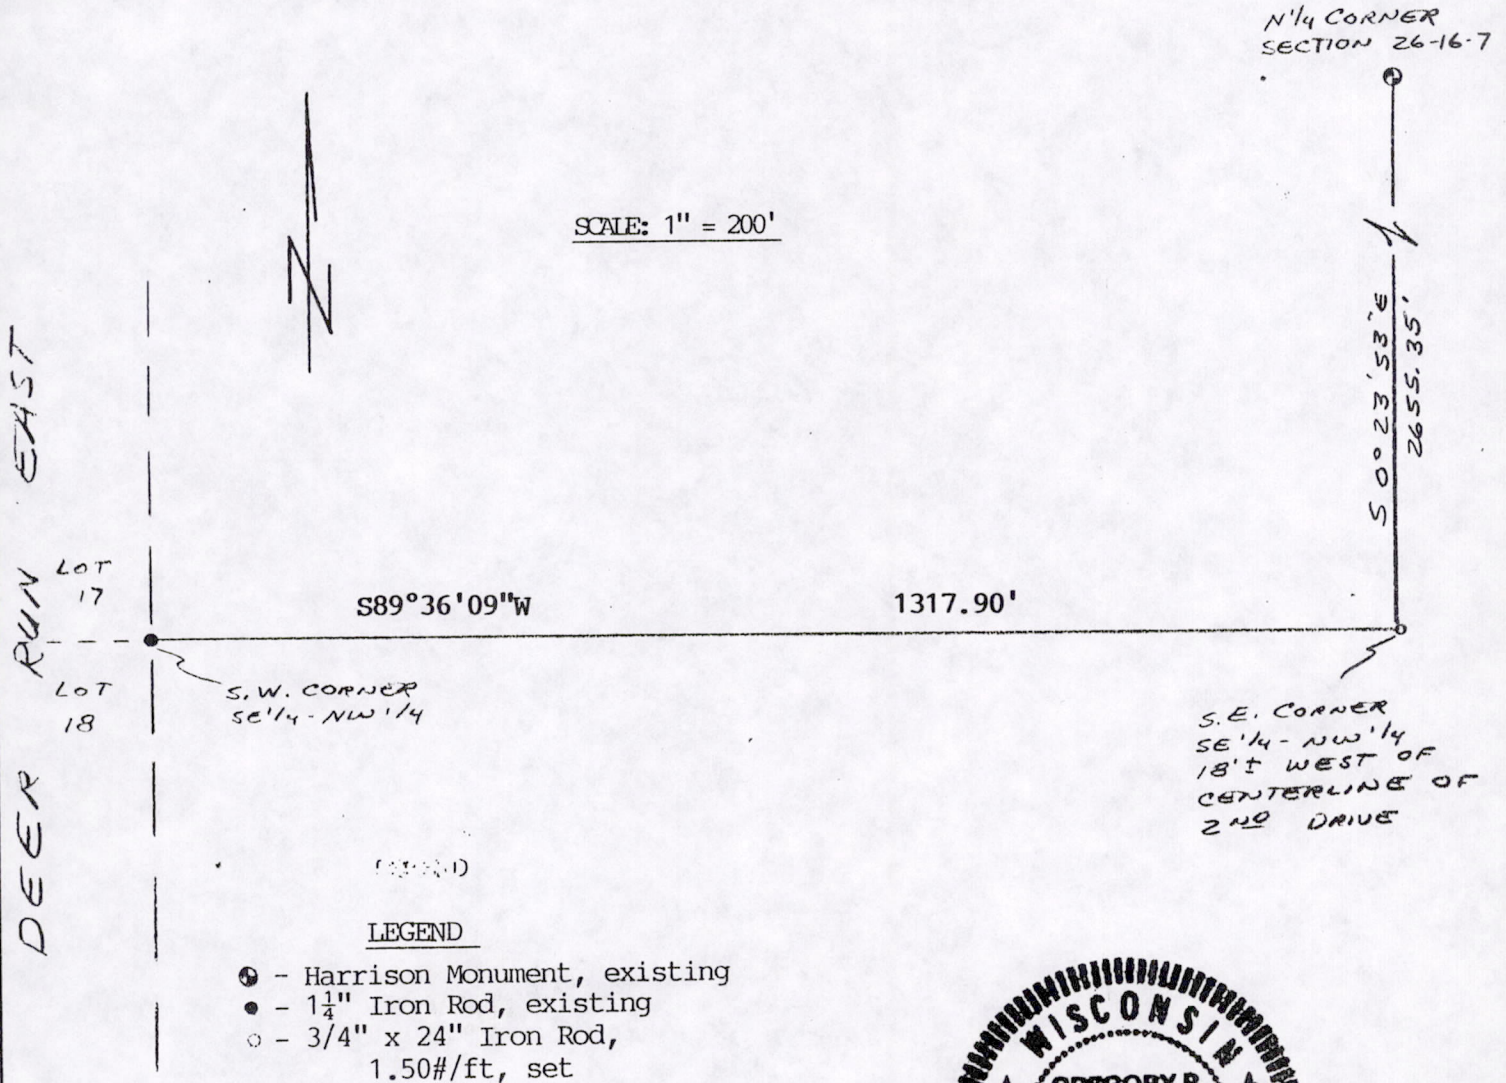 N 1/4 CORNER
SECTION 26-16-7
SCALE: 1" = 200'
N
S 0° 23' 53" E
2655.35'
DEER RUN EAST
LOT
17
S89°36'09"W
1317.90'
LOT
18
S.W. CORNER
SE 1/4 - NW 1/4
S.E. CORNER
SE 1/4 - NW 1/4
18'± WEST OF
CENTERLINE OF
2ND DRIVE
LEGEND
- Harrison Monument, existing
- 1 1/4" Iron Rod, existing
- 3/4" x 24" Iron Rod,
1.50#/ft, set
WISCONSIN